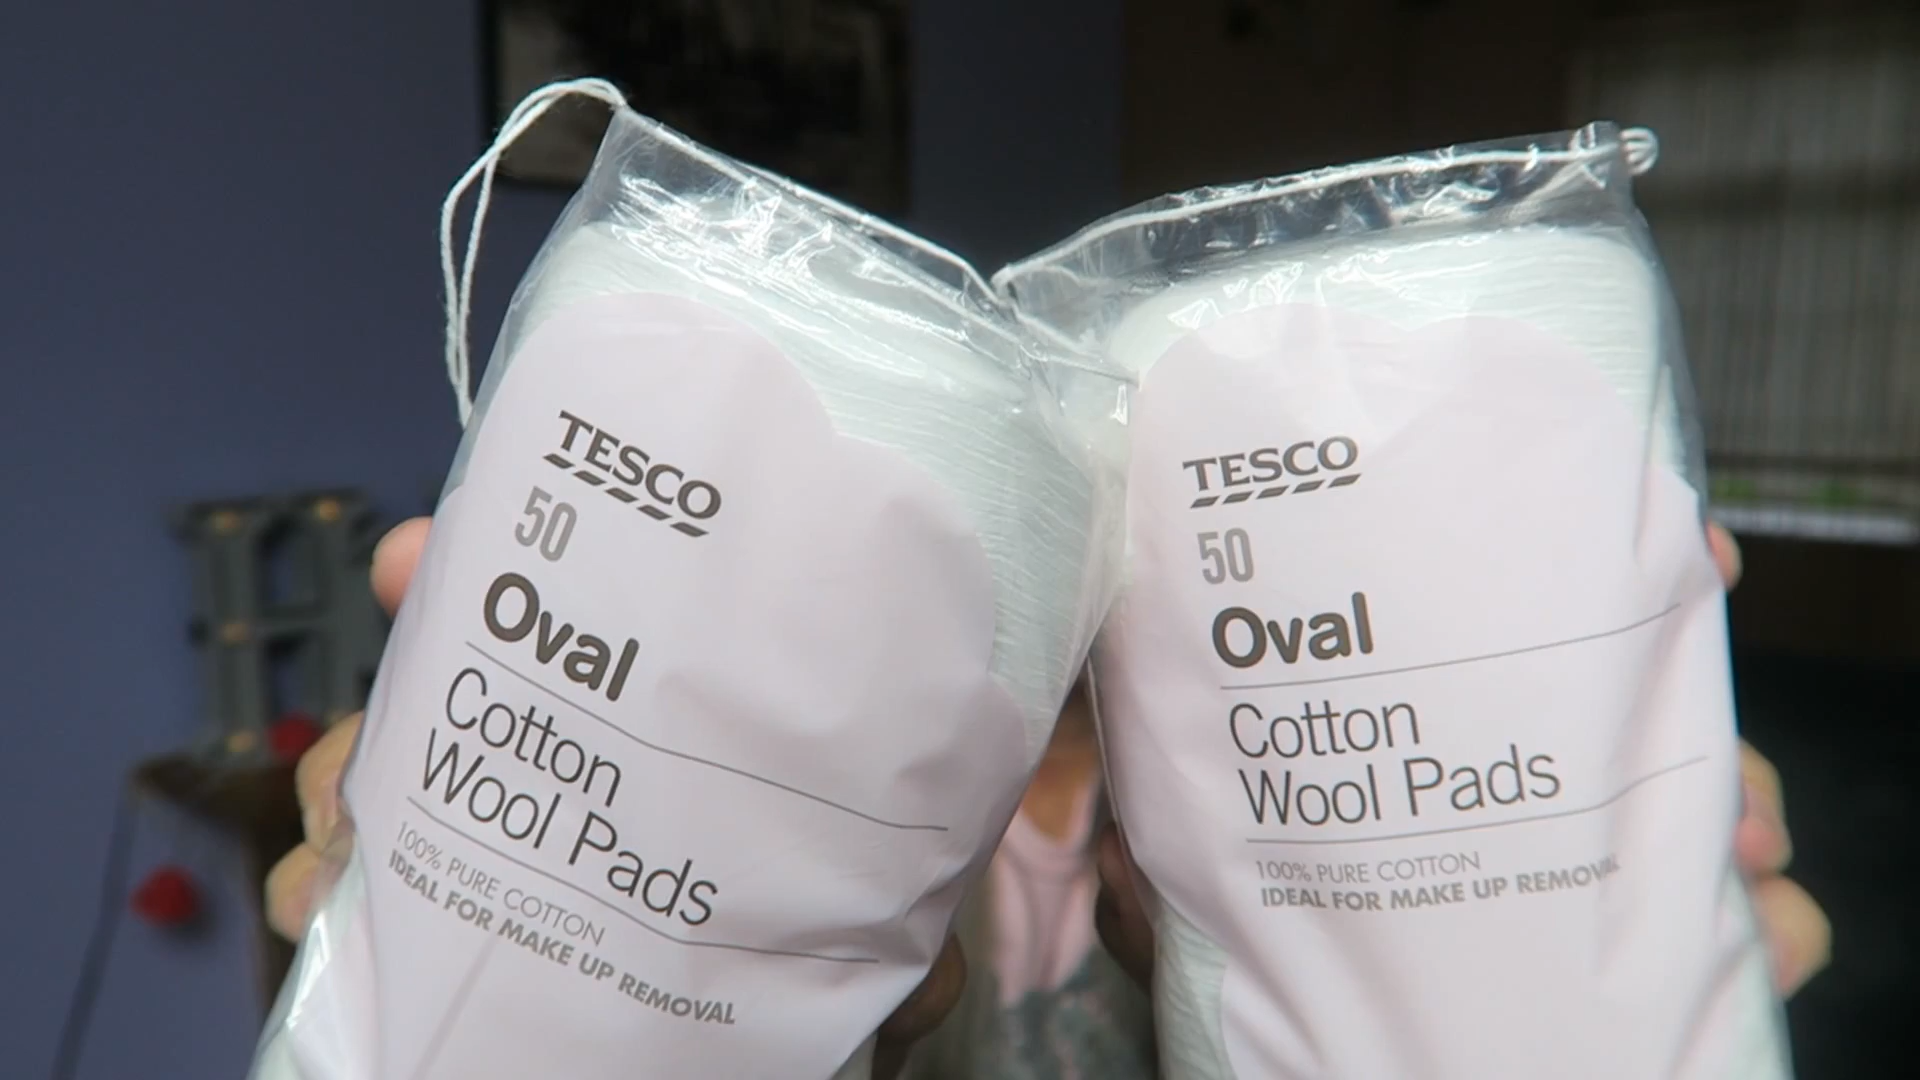 TESCO
50
Oval
Cotton
Wool Pads
100% PURE COTTON
IDEAL FOR MAKE UP REMOVAL
TESCO
50
Oval
Cotton
Wool Pads
100% PURE COTTON
IDEAL FOR MAKE UP REMOVAL